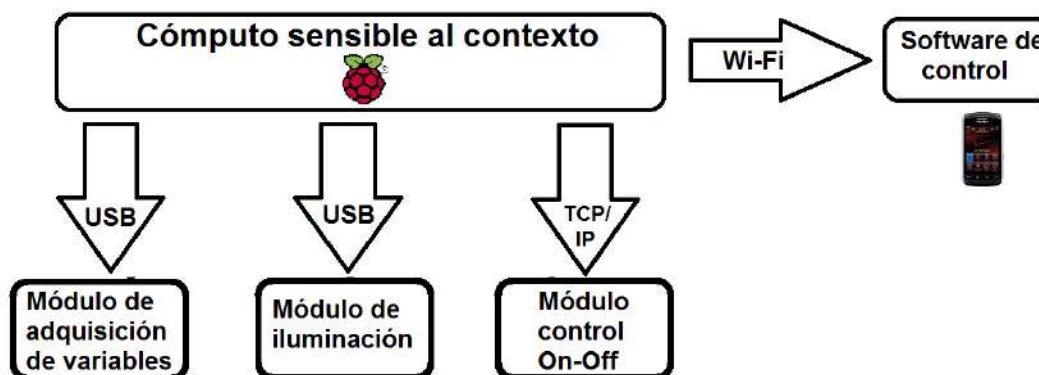 Cómputo sensible al contexto
Wi-Fi
Software de
control
USB
USB
TCP/
IP
Módulo de
adquisición
de variables
Módulo de
iluminación
Módulo
control
On-Off